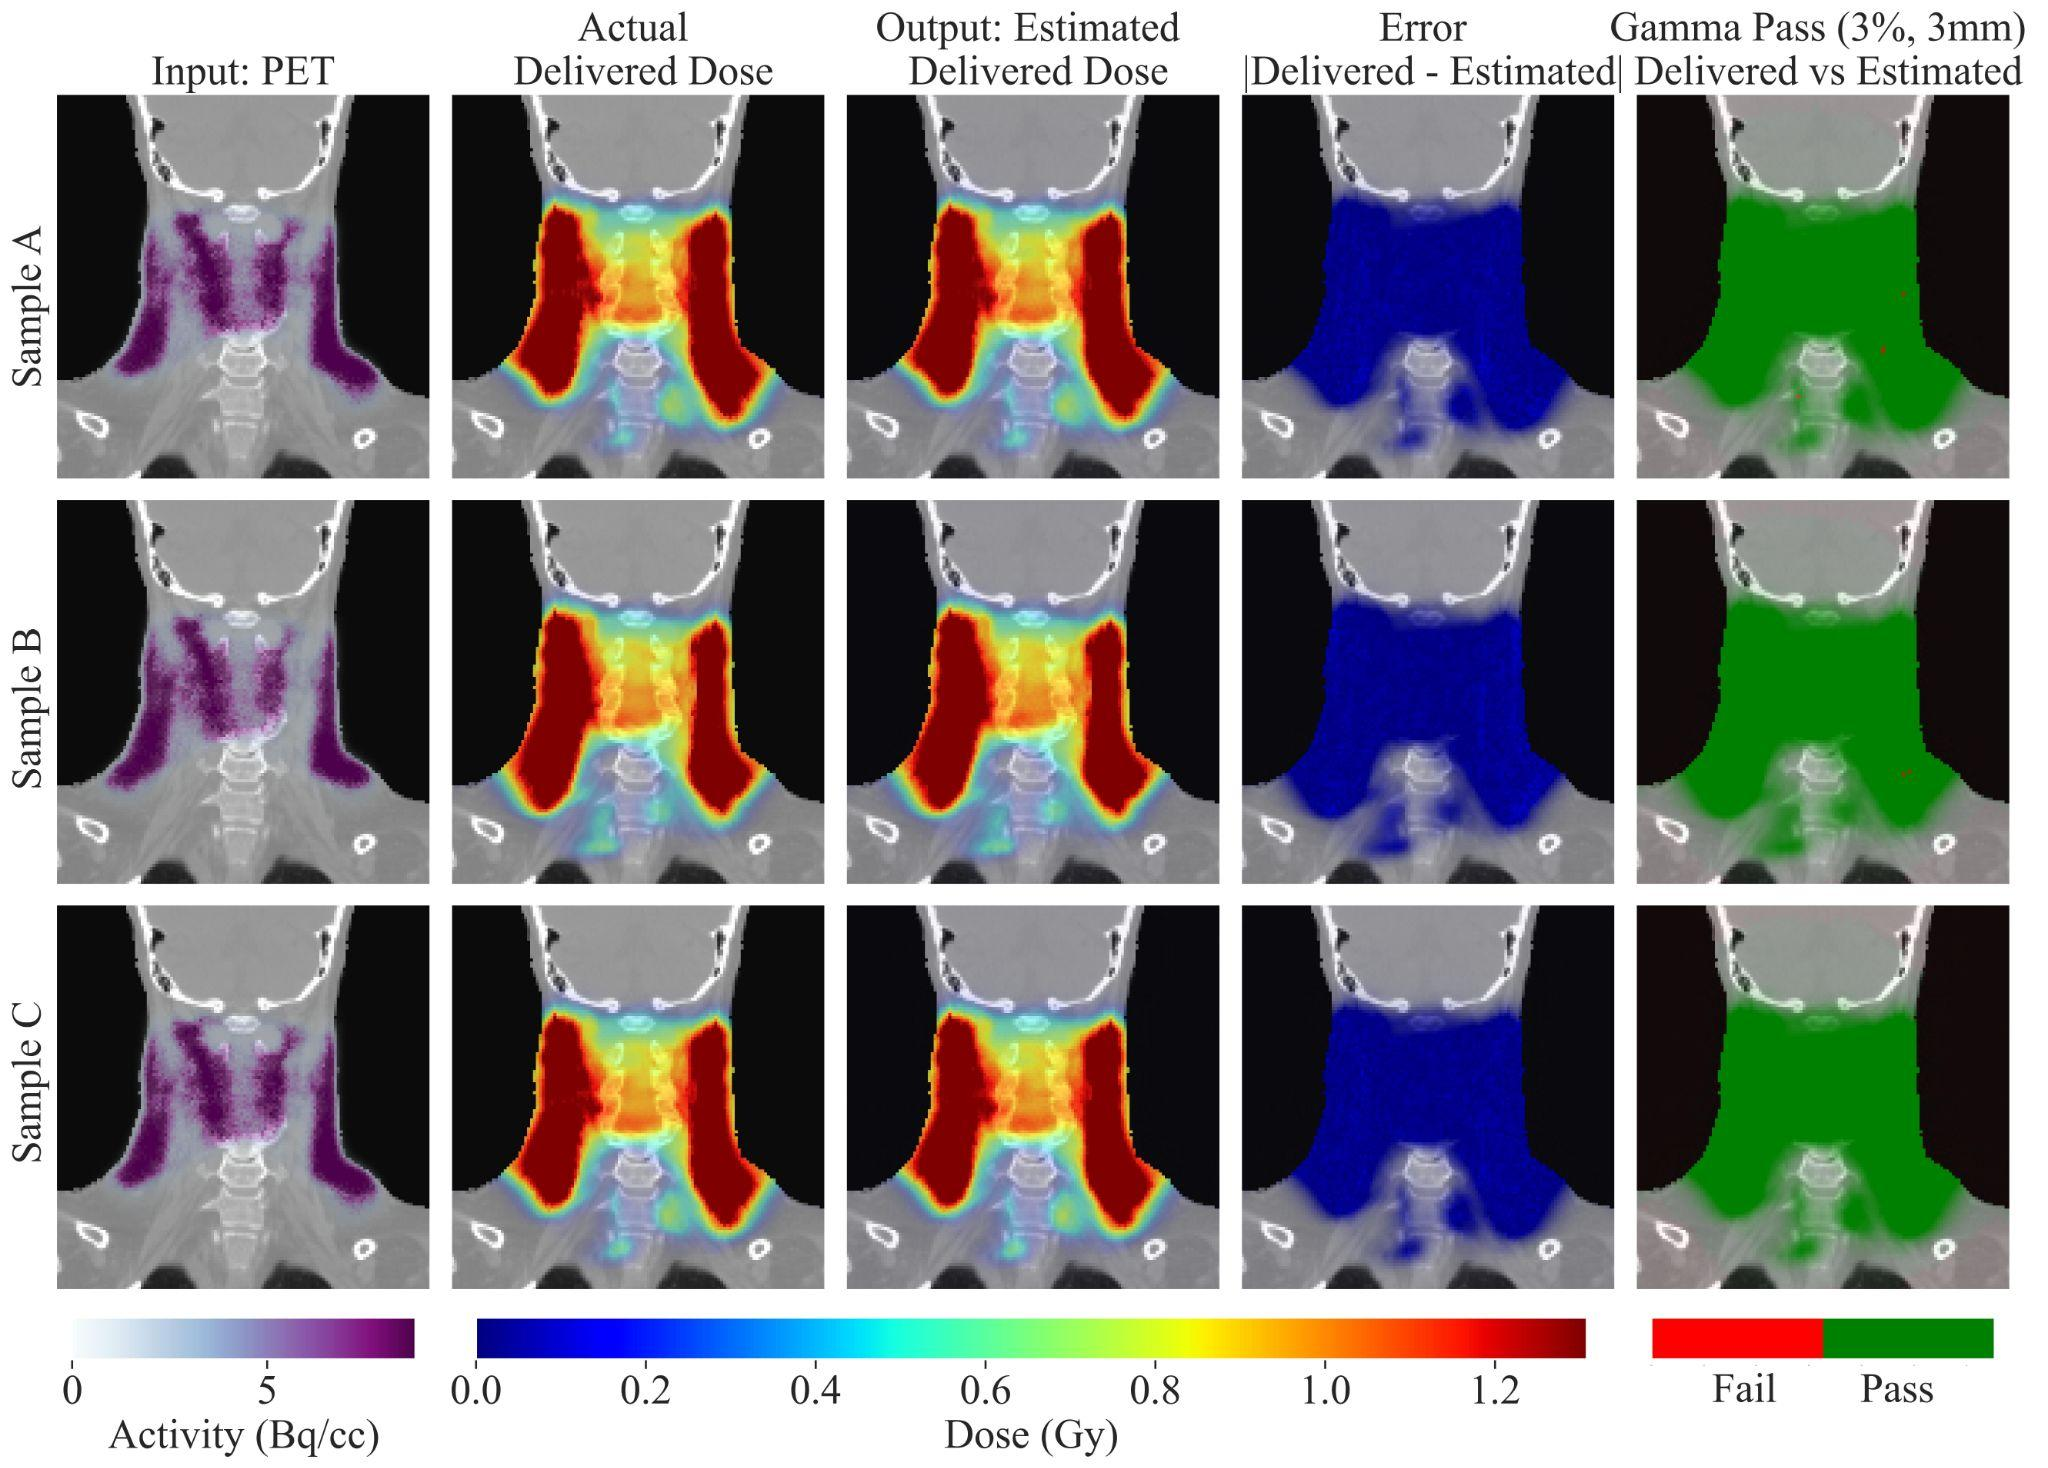 Input: PET
Actual
Delivered Dose
Output: Estimated
Delivered Dose
Error
|Delivered - Estimated|
Gamma Pass (3%, 3mm)
Delivered vs Estimated
Sample A
Sample B
Sample C
0 5
Activity (Bq/cc)
0.0 0.2 0.4 0.6 0.8 1.0 1.2
Dose (Gy)
Fail Pass